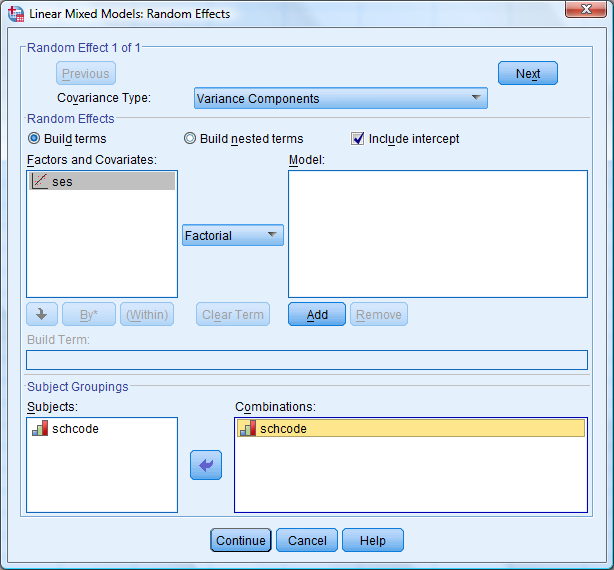 Linear Mixed Models: Random Effects
Random Effect 1 of 1
Previous
Next
Covariance Type:
Variance Components
Random Effects
Build terms
Build nested terms
Include intercept
Factors and Covariates:
Model:
ses
Factorial
By*
(Within)
Clear Term
Add
Remove
Build Term:
Subject Groupings
Subjects:
Combinations:
schcode
schcode
Continue
Cancel
Help